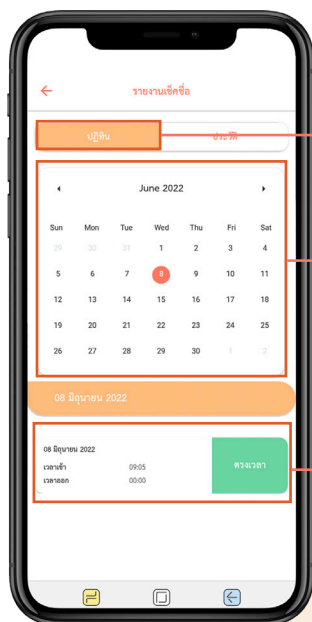 รายงานเช็คชื่อ
ปฏิทิน ประวัติ
June 2022
Sun Mon Tue Wed Thu Fri Sat
29 30 31 1 2 3 4
5 6 7 8 9 10 11
12 13 14 15 16 17 18
19 20 21 22 23 24 25
26 27 28 29 30 1 2
08 มิถุนายน 2022
08 มิถุนายน 2022
เวลาเข้า 09:05
เวลาออก 00:00
ตวงเวลา